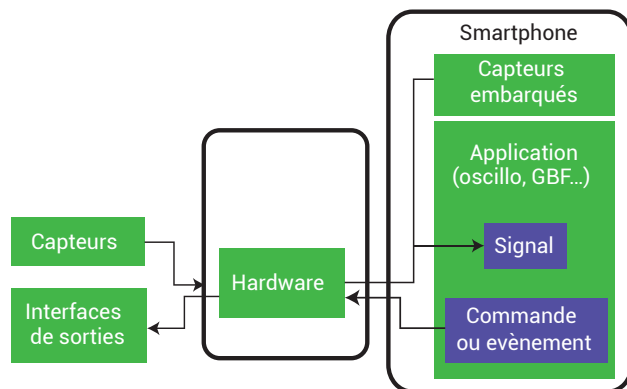 Smartphone
Capteurs
embarqués
Application
(oscillo, GBF...)
Capteurs
Signal
Hardware
Interfaces
de sorties
Commande
ou evènement